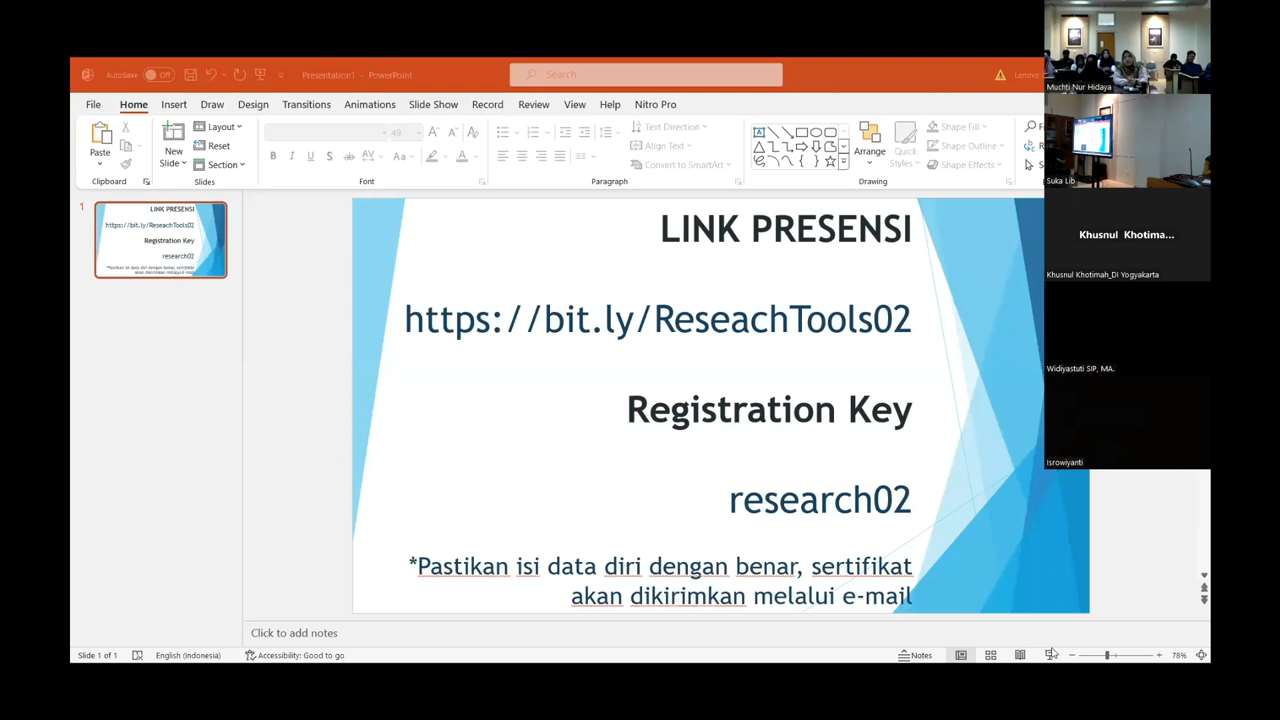 AutoSave Off Presentation1 - PowerPoint Search Lenovo
File Home Insert Draw Design Transitions Animations Slide Show Record Review View Help Nitro Pro
Paste
Clipboard
New Slide
Layout
Reset
Section
Slides
49
Font
Text Direction
Align Text
Convert to SmartArt
Paragraph
Arrange
Quick Styles
Shape Fill
Shape Outline
Shape Effects
Drawing
1
LINK PRESENSI
https://bit.ly/ReseachTools02
Registration Key
research02
*Pastikan isi data diri dengan benar, sertifikat
akan dikirimkan melalui e-mail
LINK PRESENSI
https://bit.ly/ReseachTools02
Registration Key
research02
*Pastikan isi data diri dengan benar, sertifikat
akan dikirimkan melalui e-mail
Muchti Nur Hidaya
Suka Lib
Khusnul Khotima...
Khusnul Khotimah_DI Yogyakarta
Widiyastuti SIP, MA.
Isrowiyanti
Click to add notes
Slide 1 of 1 English (Indonesia) Accessibility: Good to go Notes 78%